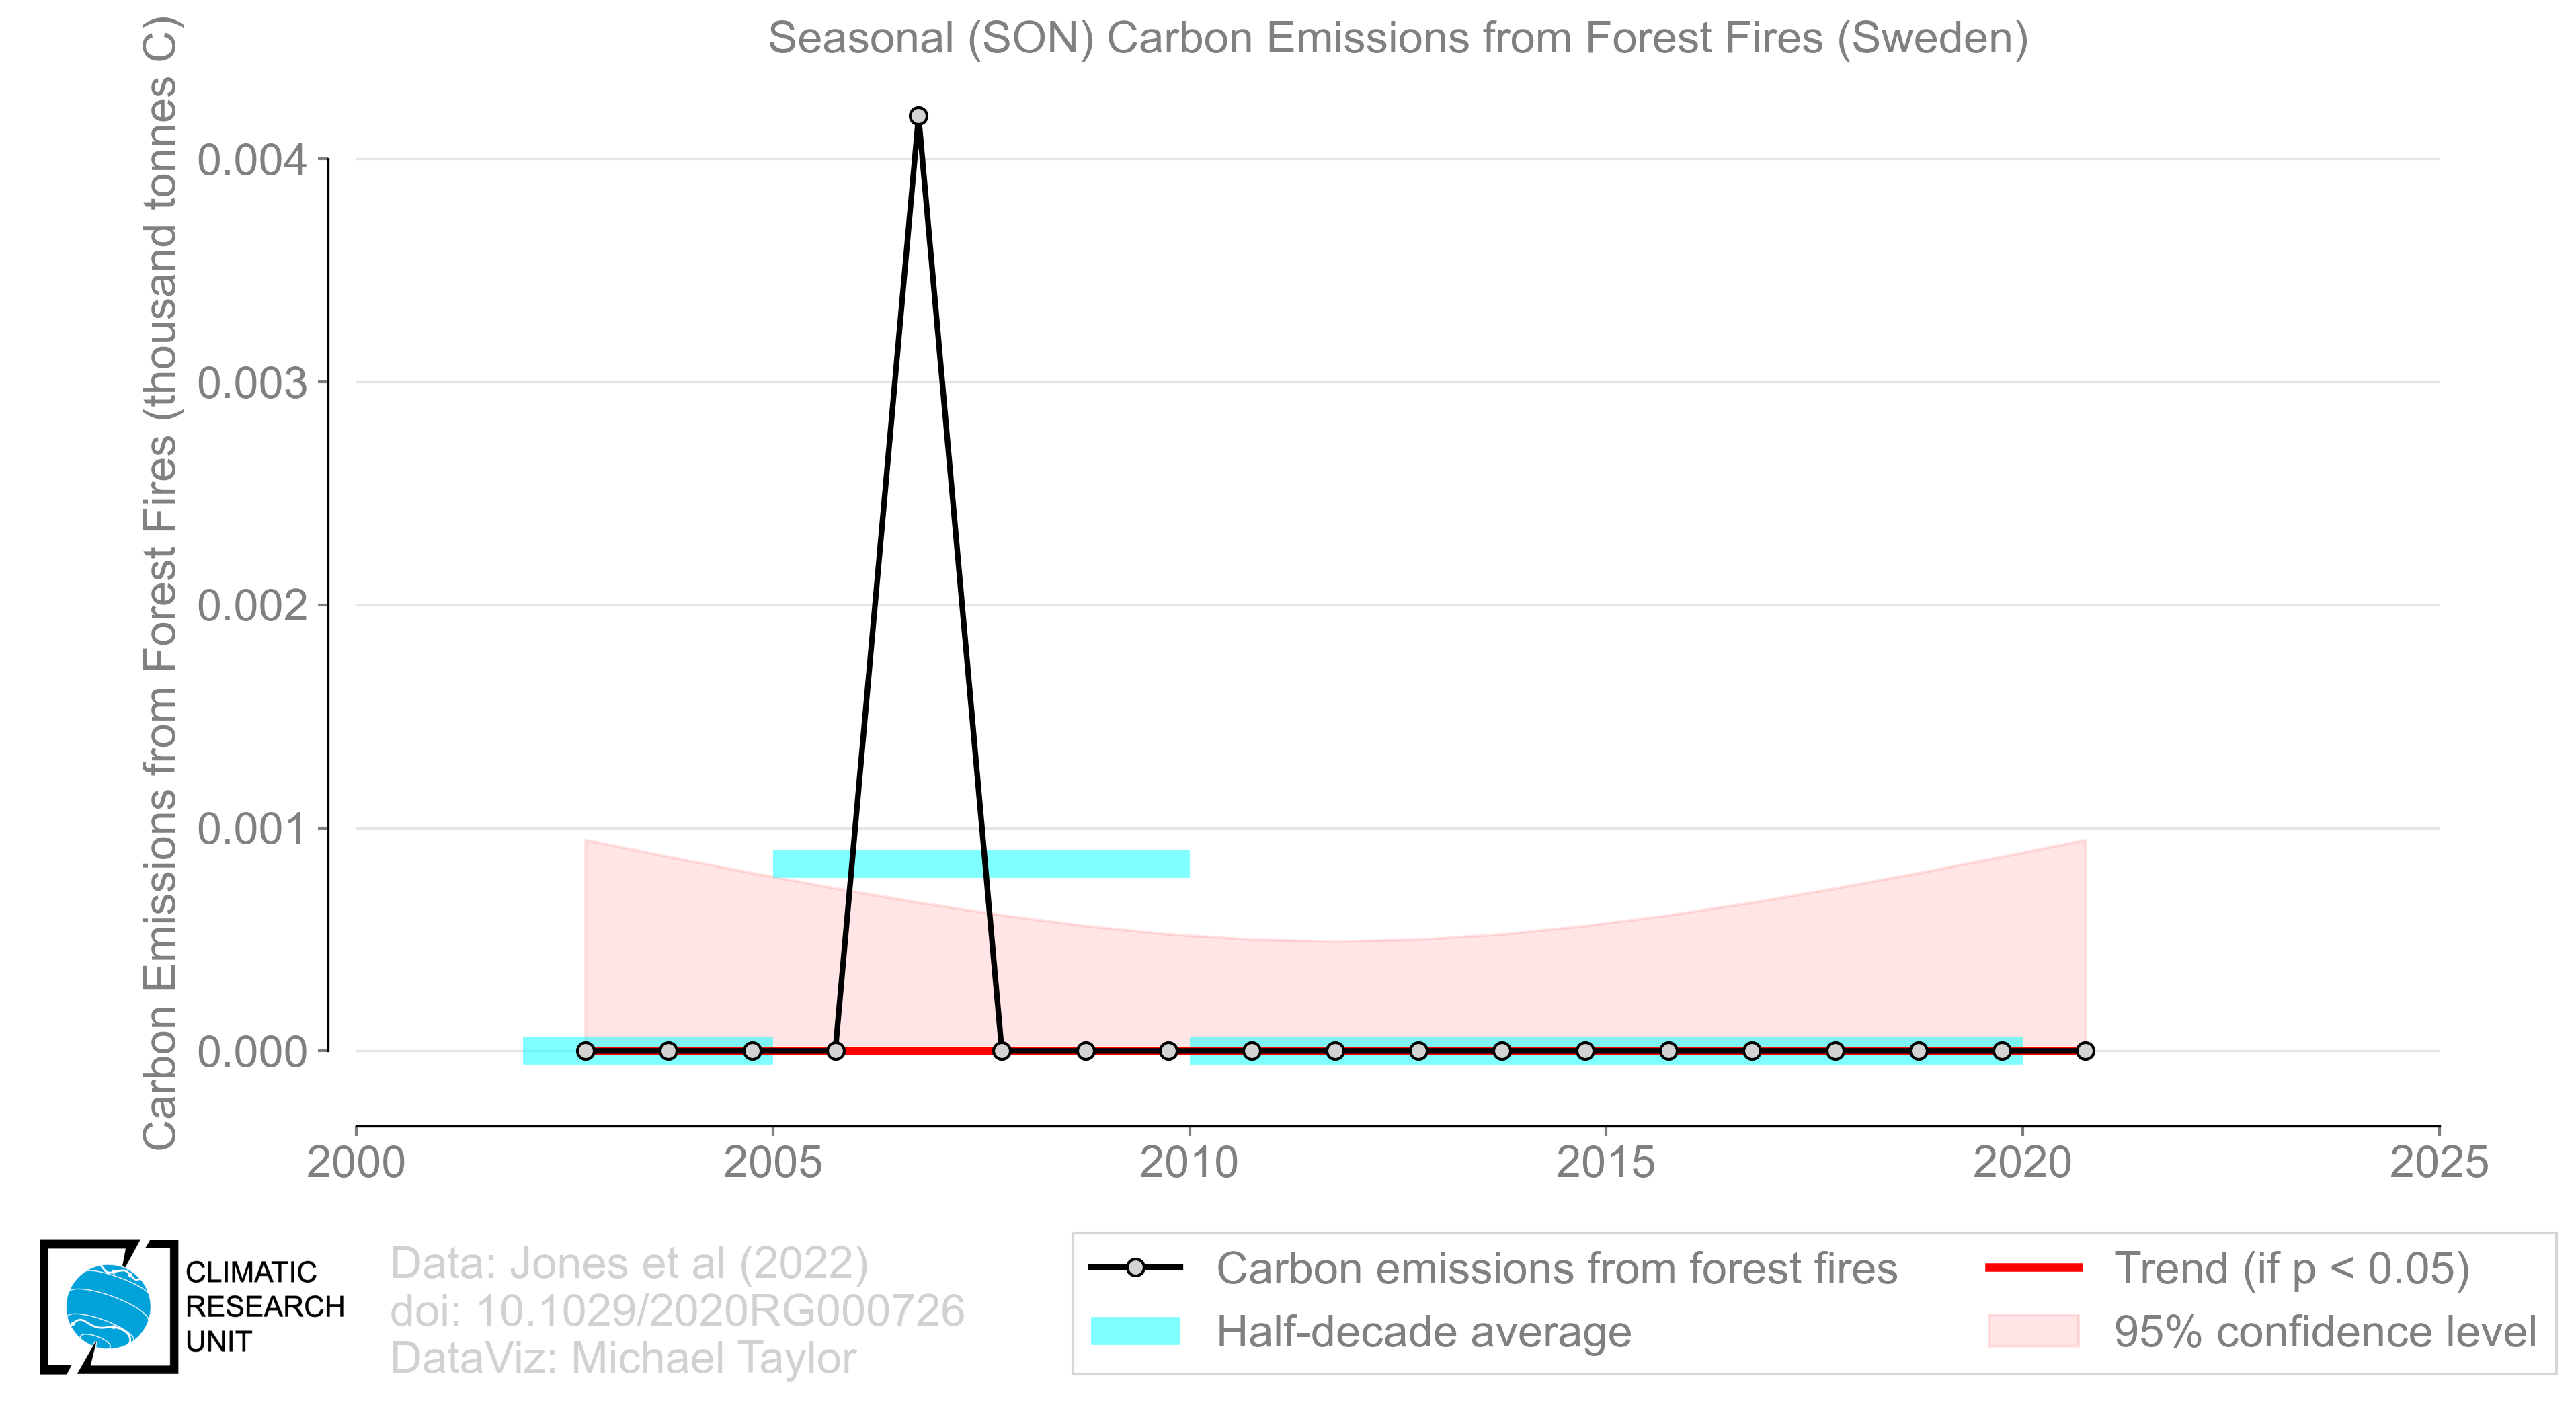 Seasonal (SON) Carbon Emissions from Forest Fires (Sweden)
Carbon Emissions from Forest Fires (thousand tonnes C)
0.004
0.003
0.002
0.001
0.000
2000 2005 2010 2015 2020 2025
CLIMATIC
RESEARCH
UNIT
Data: Jones et al (2022)
doi: 10.1029/2020RG000726
DataViz: Michael Taylor
Carbon emissions from forest fires
Half-decade average
Trend (if p < 0.05)
95% confidence level